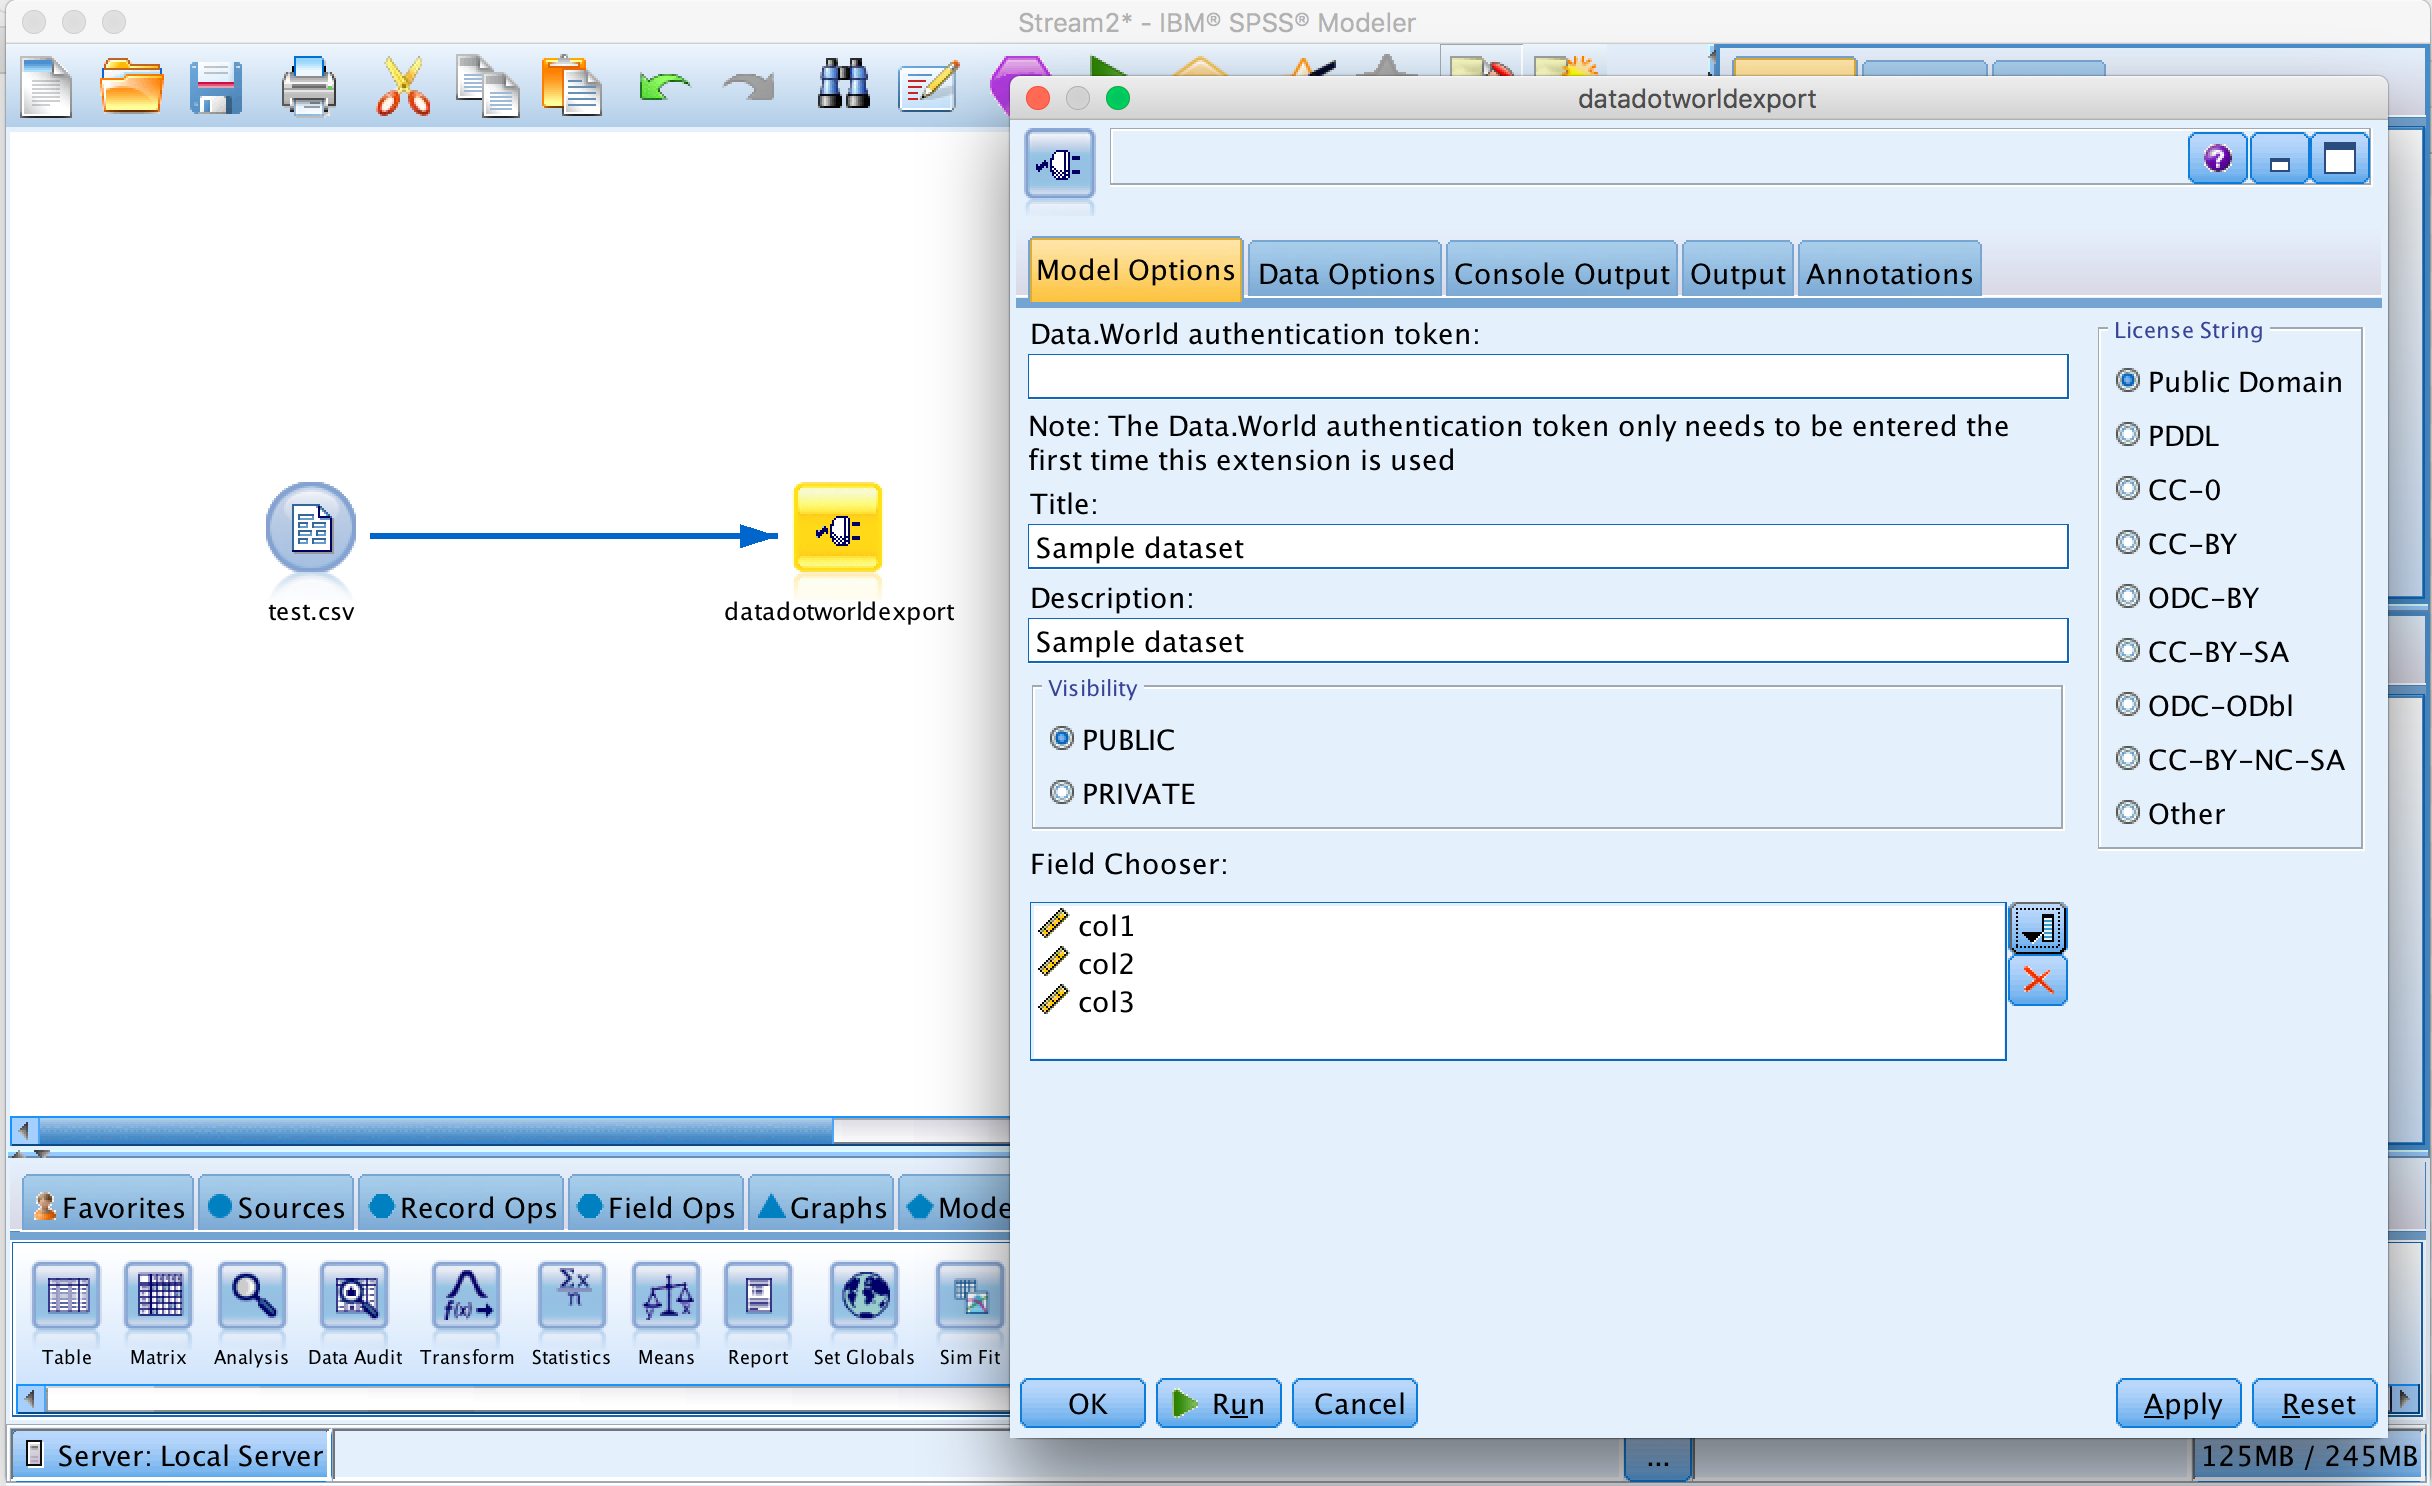 Stream2* - IBM® SPSS® Modeler
datadotworldexport
Model Options
Data Options
Console Output
Output
Annotations
Data.World authentication token:
Note: The Data.World authentication token only needs to be entered the
first time this extension is used
Title:
Sample dataset
Description:
Sample dataset
Visibility
PUBLIC
PRIVATE
Field Chooser:
col1
col2
col3
License String
Public Domain
PDDL
CC-0
CC-BY
ODC-BY
CC-BY-SA
ODC-ODbl
CC-BY-NC-SA
Other
OK
Run
Cancel
Apply
Reset
test.csv
datadotworldexport
Favorites
Sources
Record Ops
Field Ops
Graphs
Mode
Table
Matrix
Analysis
Data Audit
f(x)
Transform
Σx
n
Statistics
y x
Means
Report
Set Globals
Sim Fit
Server: Local Server
...
125MB / 245MB